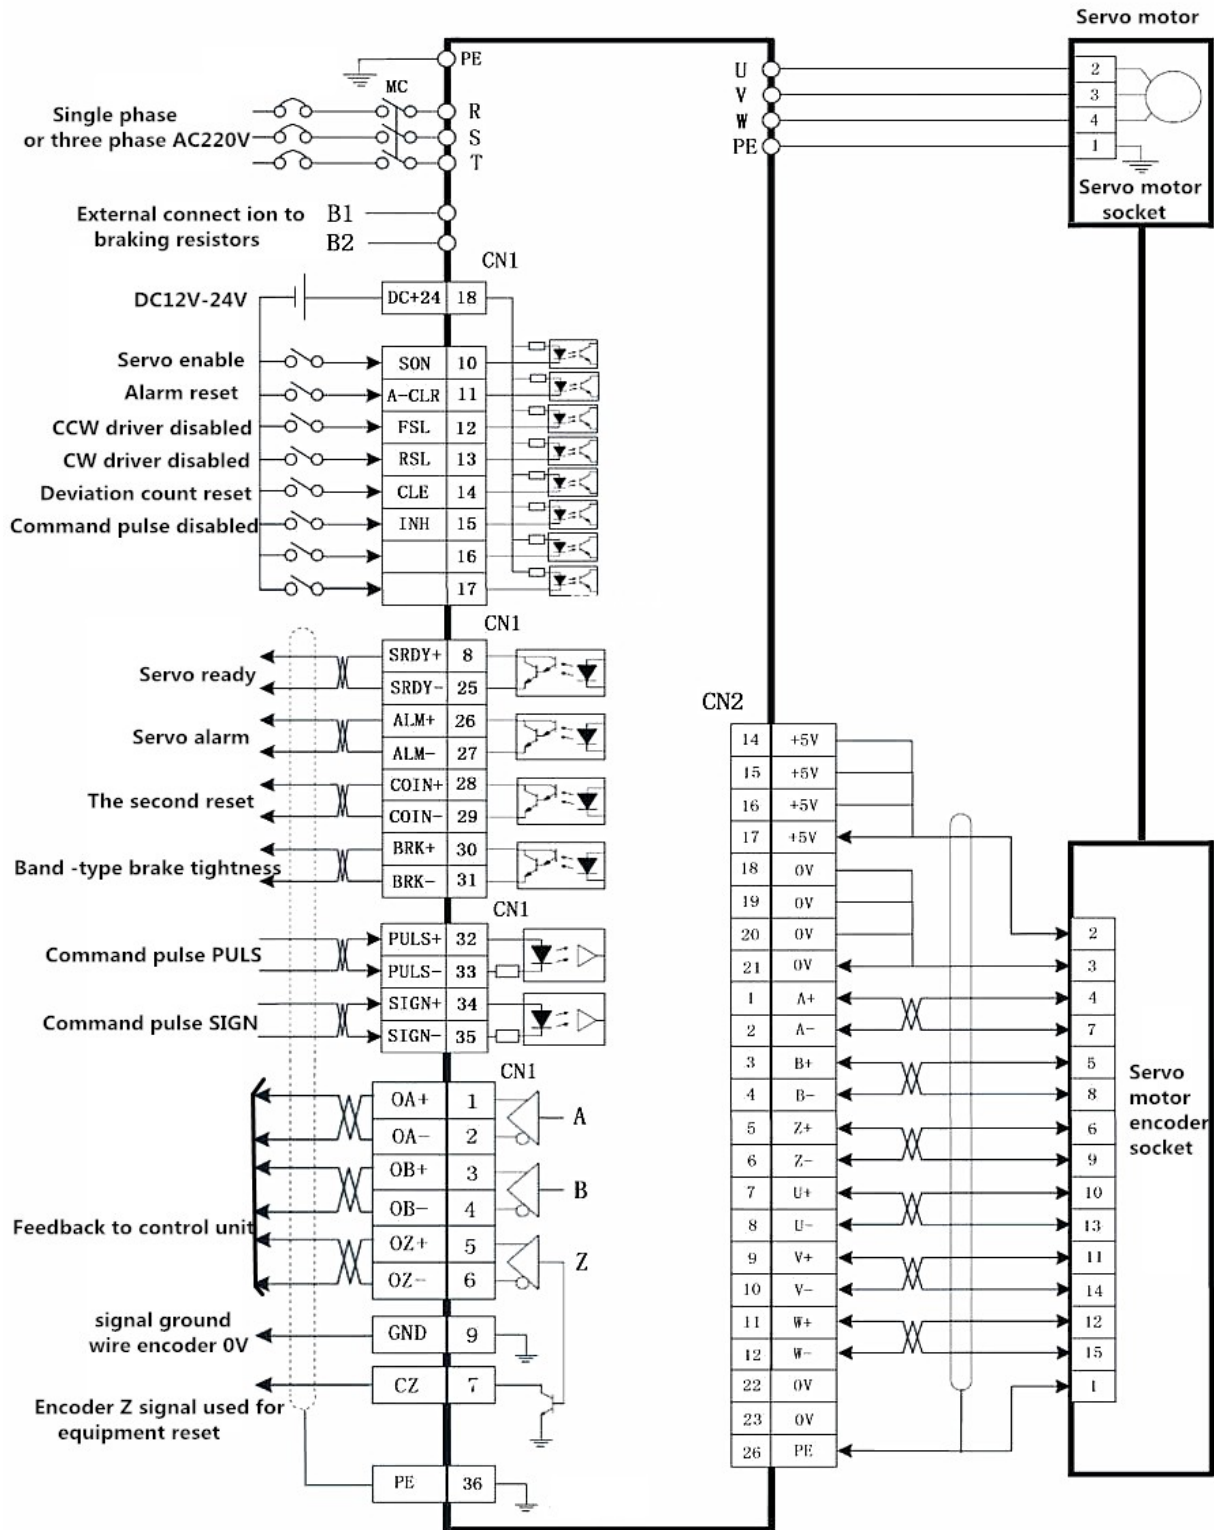 Servo motor
PE
MC
Single phase
or three phase AC220V
R
S
T
U
V
W
PE
2
3
4
1
Servo motor
socket
External connect ion to
braking resistors
B1
B2
CN1
DC12V-24V
DC+24 18
Servo enable SON 10
Alarm reset A-CLR 11
CCW driver disabled FSL 12
CW driver disabled RSL 13
Deviation count reset CLE 14
Command pulse disabled INH 15
16
17
CN1
Servo ready
SRDY+ 8
SRDY- 25
Servo alarm
ALM+ 26
ALM- 27
The second reset
COIN+ 28
COIN- 29
Band -type brake tightness
BRK+ 30
BRK- 31
CN1
Command pulse PULS
PULS+ 32
PULS- 33
Command pulse SIGN
SIGN+ 34
SIGN- 35
CN1
Feedback to control unit
OA+ 1
OA- 2
A
OB+ 3
OB- 4
B
OZ+ 5
OZ- 6
Z
signal ground
wire encoder 0V
GND 9
CZ 7
Encoder Z signal used for
equipment reset
PE 36
CN2
14 +5V
15 +5V
16 +5V
17 +5V
18 0V
19 0V
20 0V
21 0V
1 A+
2 A-
3 B+
4 B-
5 Z+
6 Z-
7 U+
8 U-
9 V+
10 V-
11 W+
12 W-
22 0V
23 0V
26 PE
2
3
4
7
5
8
6
9
10
13
11
14
12
15
1
Servo
motor
encoder
socket